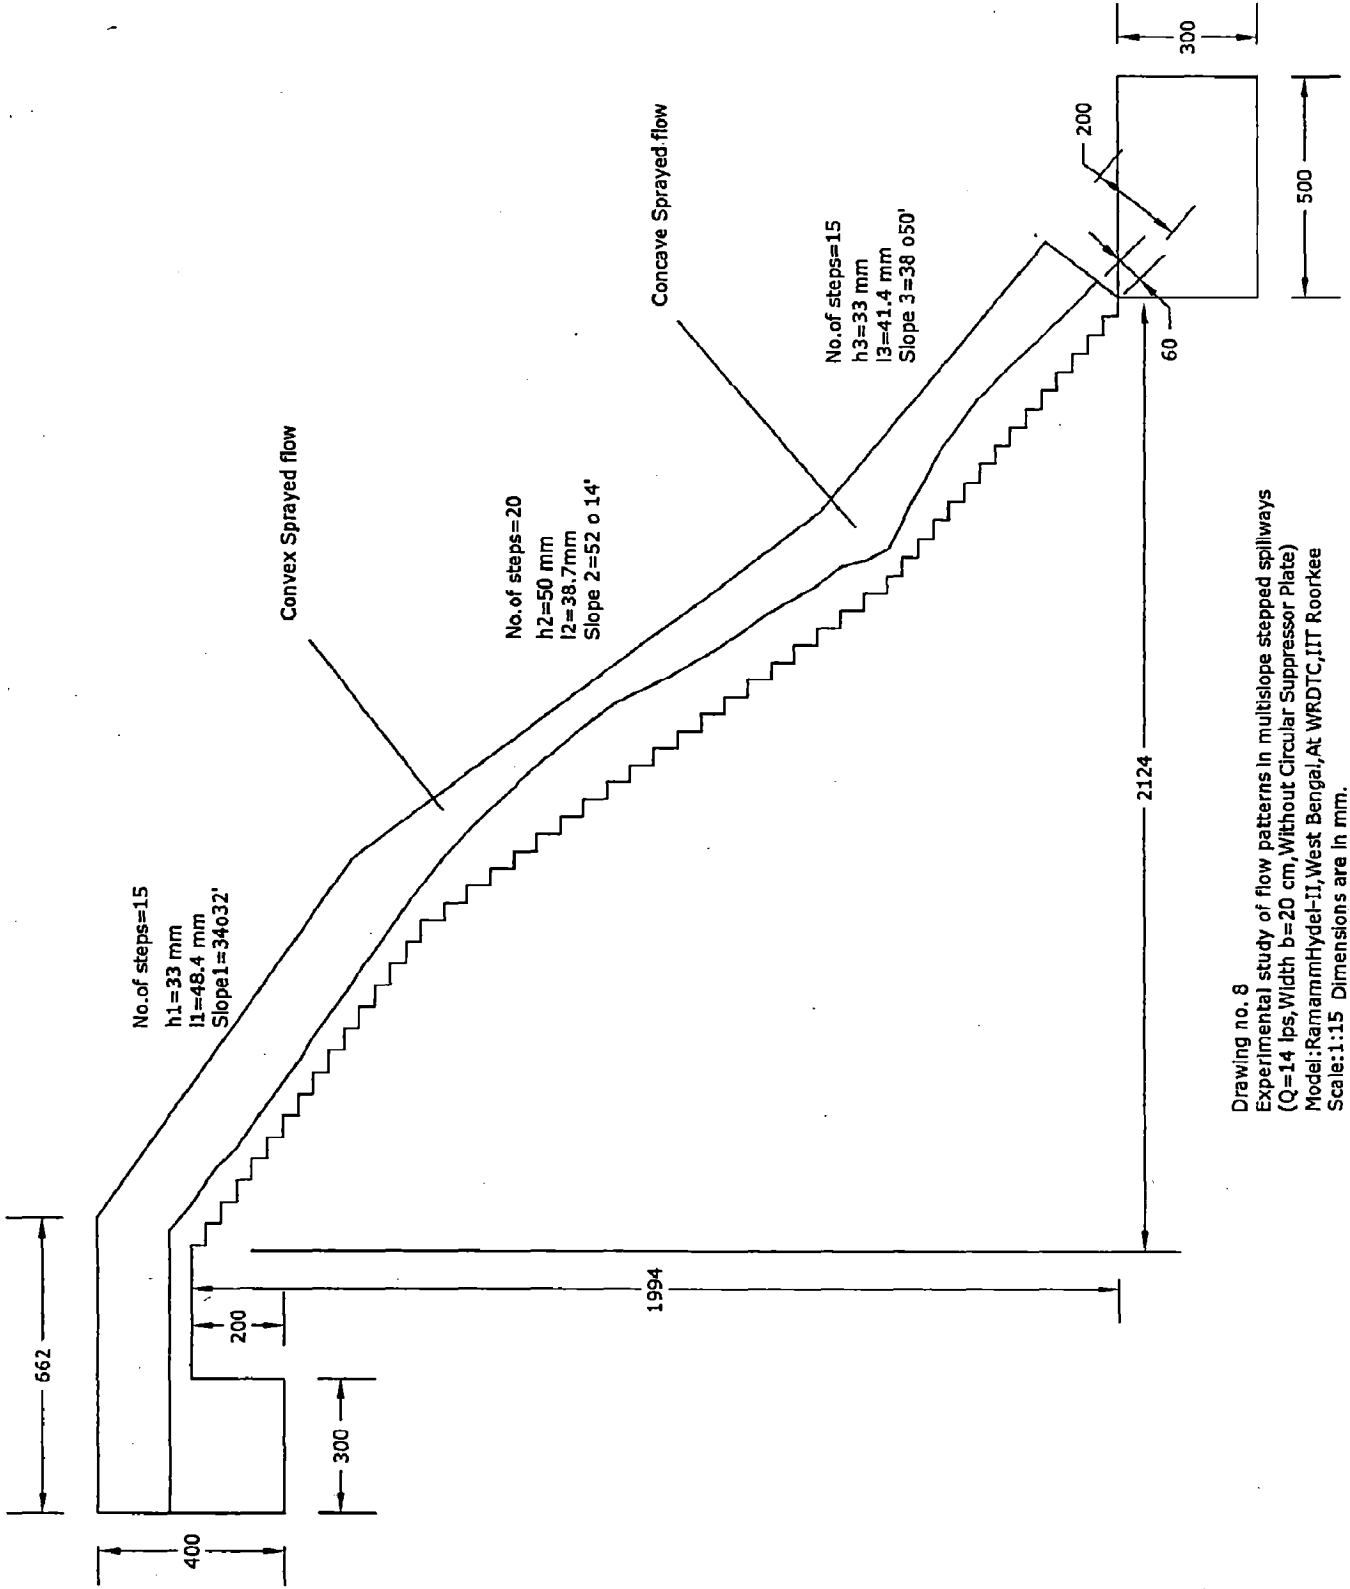 662
400
300
200
1994
No.of steps=15
h1=33 mm
l1=48.4 mm
Slope1=34o32'
Convex Sprayed flow
No.of steps=20
h2=50 mm
l2=38.7mm
Slope 2=52 o 14'
Concave Sprayed flow
No.of steps=15
h3=33 mm
l3=41.4 mm
Slope 3=38 o50'
200
60
300
500
2124
Drawing no. 8
Experimental study of flow patterns in multislope stepped spillways
(Q=14 lps,Width b=20 cm,Without Circular Suppressor Plate)
Model:RamammHydel-II,West Bengal,At WRDTC,IIT Roorkee
Scale:1:15 Dimensions are in mm.